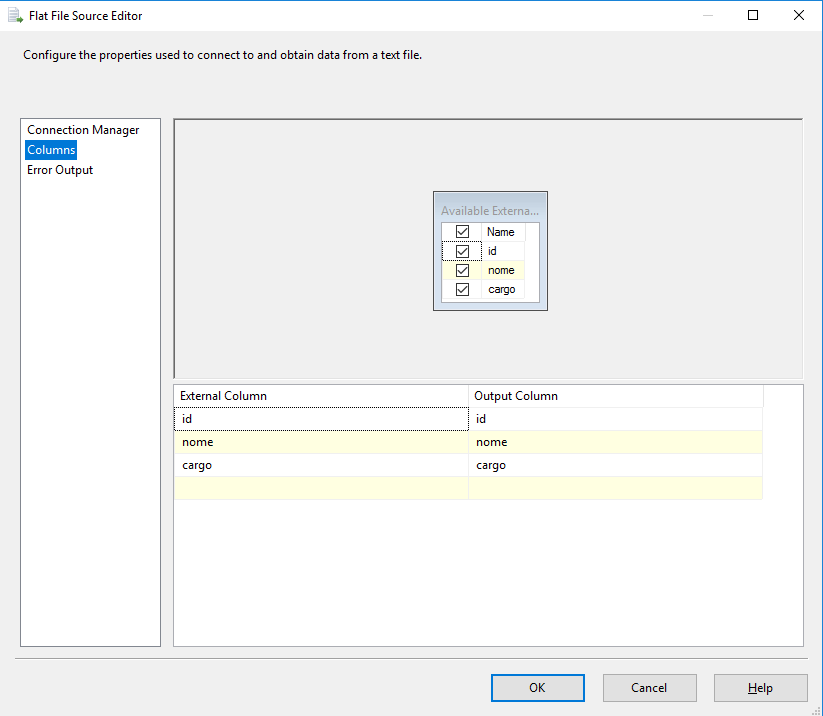 Flat File Source Editor
Configure the properties used to connect to and obtain data from a text file.
Connection Manager
Columns
Error Output
Available Externa...
Name
id
nome
cargo
External Column Output Column
id id
nome nome
cargo cargo
OK Cancel Help